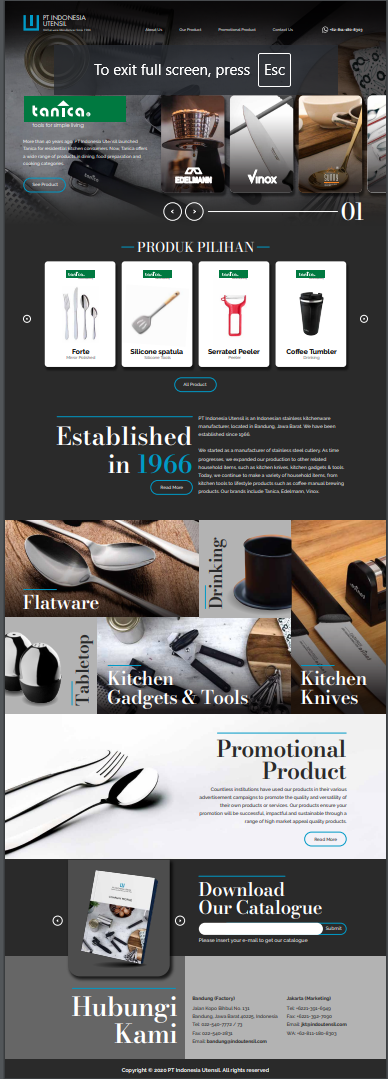 PT INDONESIA
UTENSIL
About Us
Our Product
Promotional Product
Contact Us
+62-811-180-6303
To exit full screen, press Esc
tanica.
tools for simple living
More than 40 years ago PT Indonesia Utensil launched
Tanica for residential kitchen consumers. Now, Tanica offers
a wide range of products in dining, food preparation and
cooking categories.
See Product
EDELMANN
Vinox
01
PRODUK PILIHAN
tanica.
tanica.
tanica.
tanica.
Forte
Mirror Polished
Silicone spatula
Silicone Tools
Serrated Peeler
Peeler
Coffee Tumbler
Drinking
All Product
Established
in 1966
Read More
PT Indonesia Utensil is an Indonesian stainless kitchenware
manufacturer, located in Bandung, Jawa Barat. We have been
established since 1966.
We started as a manufacturer of stainless steel cutlery. As time
progresses, we expanded our production to other related
household items, such as kitchen knives, kitchen gadgets & tools.
Today, we continue to make a variety of household items, from
kitchen tools to lifestyle products such as coffee manual brewing
products. Our brands include Tanica, Edelmann, Vinox.
Flatware
Drinking
Tabletop
Kitchen
Gadgets & Tools
Kitchen
Knives
Promotional
Product
Countless institutions have used our products in their various
advertisement campaigns to promote the quality and versatility of
their own products or services. Our products ensure your
promotion will be successful, impactful and sustainable through a
range of high market appeal quality products.
Read More
Download
Our Catalogue
Submit
Please insert your e-mail to get our catalogue
Hubungi
Kami
Bandung (Factory)
Jalan Kopo Bihbul No. 131
Bandung, Jawa Barat 40225, Indonesia
Tel: 022-540-7772 / 73
Fax: 022-540-2631
Email: bandung@indoutensil.com
Jakarta (Marketing)
Tel: +6221-391-6949
Fax: +6221-391-7090
Email: jkt@indoutensil.com
WA: +62-811-180-6303
Copyright © 2020 PT Indonesia Utensil. All rights reserved